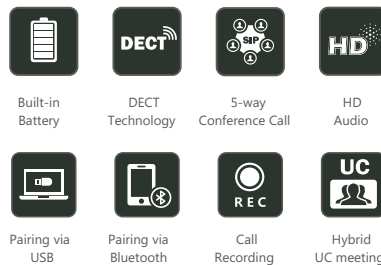 DECT
SIP
HD
Built-in
Battery
DECT
Technology
5-way
Conference Call
HD
Audio
REC
UC
Pairing via
USB
Pairing via
Bluetooth
Call
Recording
Hybrid
UC meeting